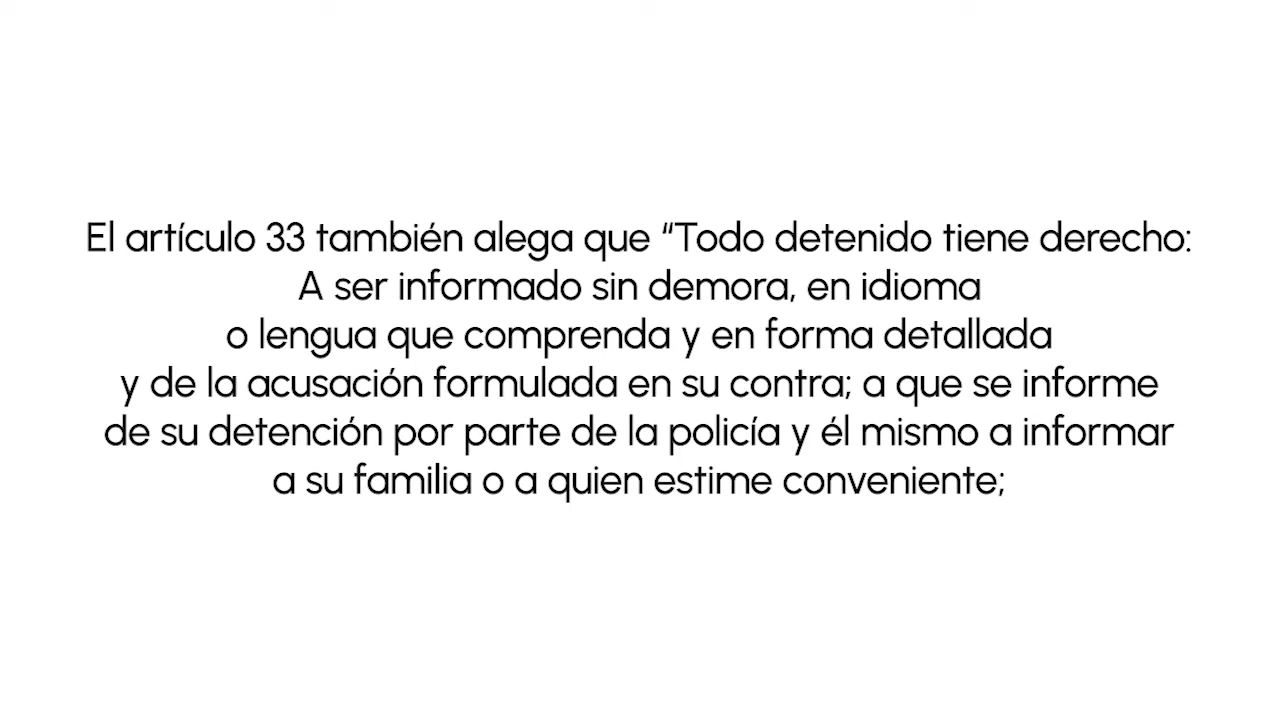 El artículo 33 también alega que “Todo detenido tiene derecho:
A ser informado sin demora, en idioma
o lengua que comprenda y en forma detallada
y de la acusación formulada en su contra; a que se informe
de su detención por parte de la policía y él mismo a informar
a su familia o a quien estime conveniente;